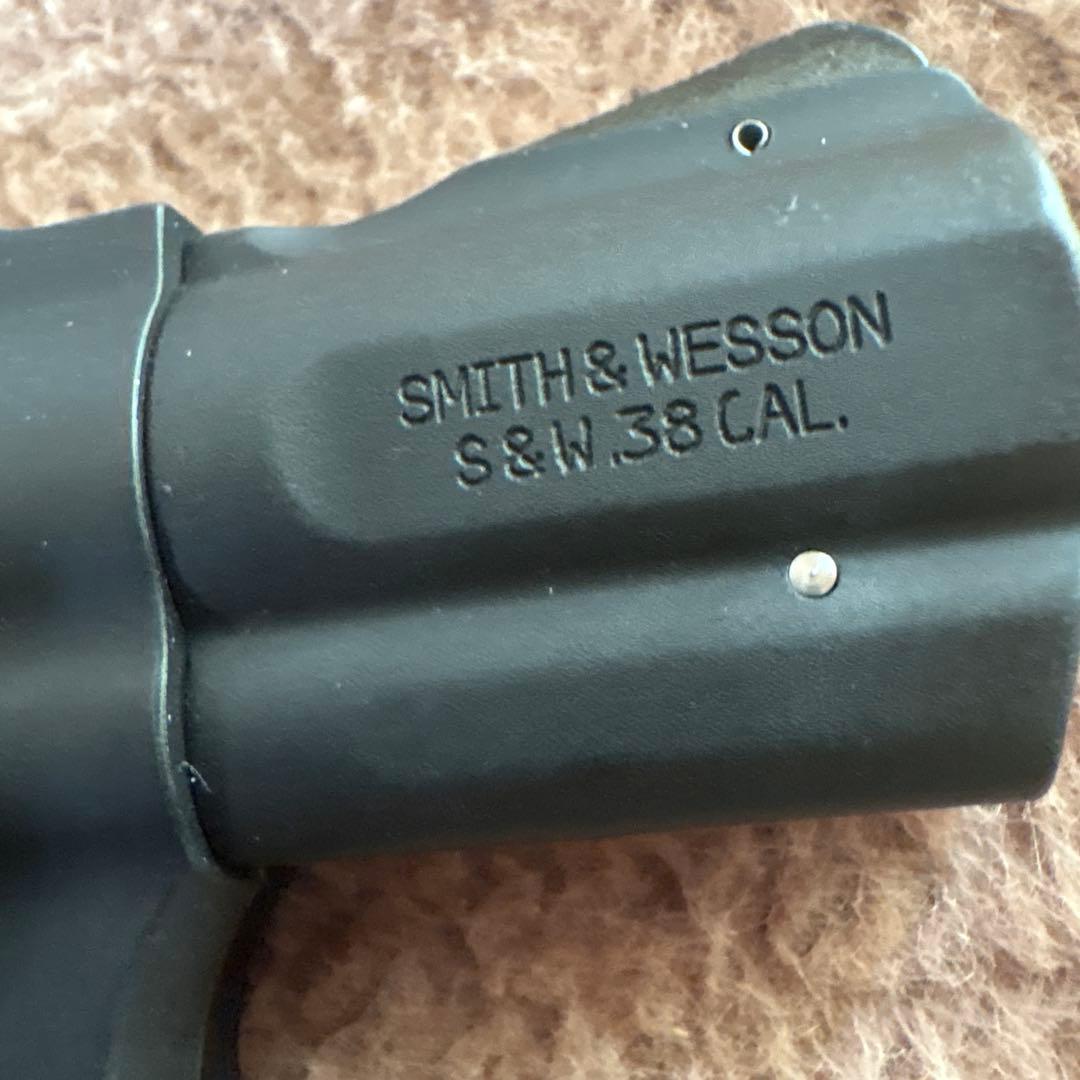 SMITH & WESSON
S & W .38 CAL.